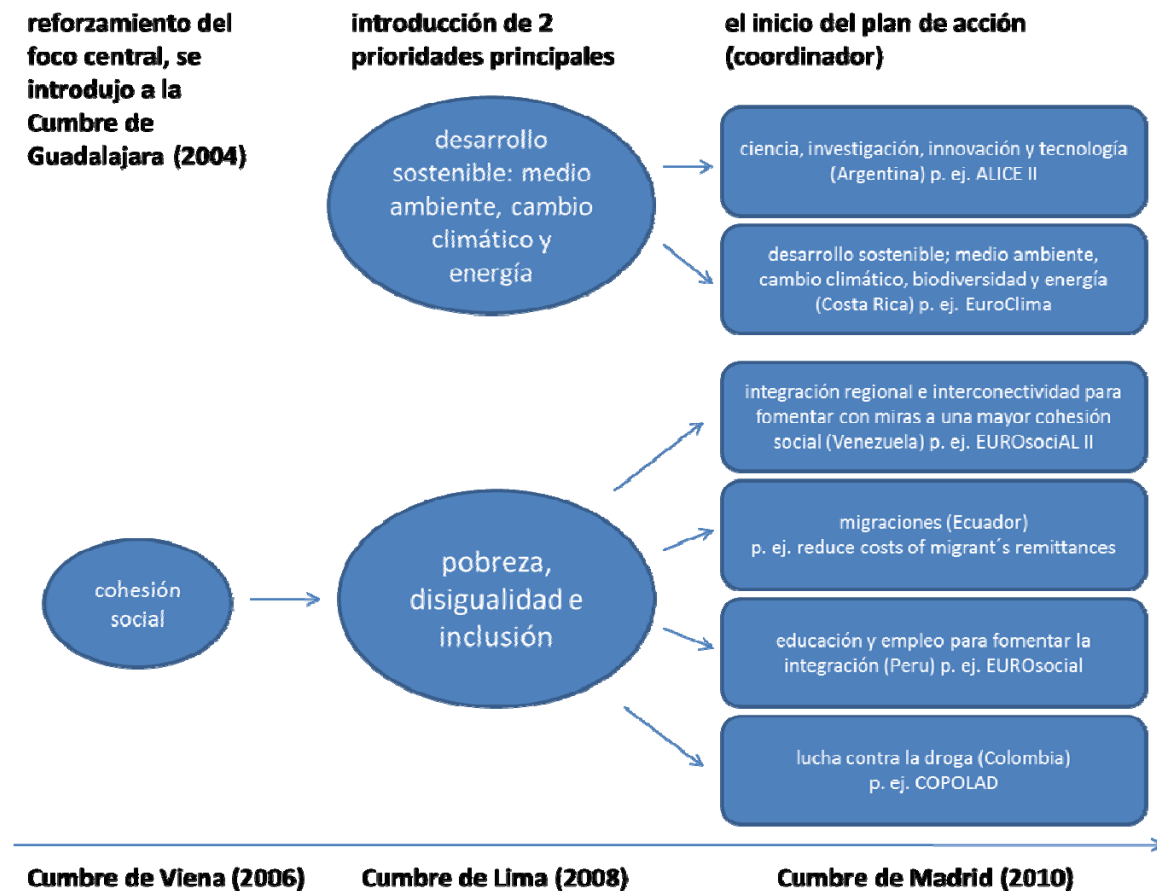 reforzamiento del
foco central, se
introdujo a la
Cumbre de
Guadalajara (2004)
introducción de 2
prioridades principales
el inicio del plan de acción
(coordinador)
desarrollo
sostenible: medio
ambiente, cambio
climático y
energía
ciencia, investigación, innovación y tecnología
(Argentina) p. ej. ALICE II
desarrollo sostenible; medio ambiente,
cambio climático, biodiversidad y energía
(Costa Rica) p. ej. EuroClima
integración regional e interconectividad para
fomentar con miras a una mayor cohesión
social (Venezuela) p. ej. EUROsociAL II
cohesión
social
pobreza,
disigualdad e
inclusión
migraciones (Ecuador)
p. ej. reduce costs of migrant´s remittances
educación y empleo para fomentar la
integración (Peru) p. ej. EUROsocial
lucha contra la droga (Colombia)
p. ej. COPOLAD
Cumbre de Viena (2006)
Cumbre de Lima (2008)
Cumbre de Madrid (2010)